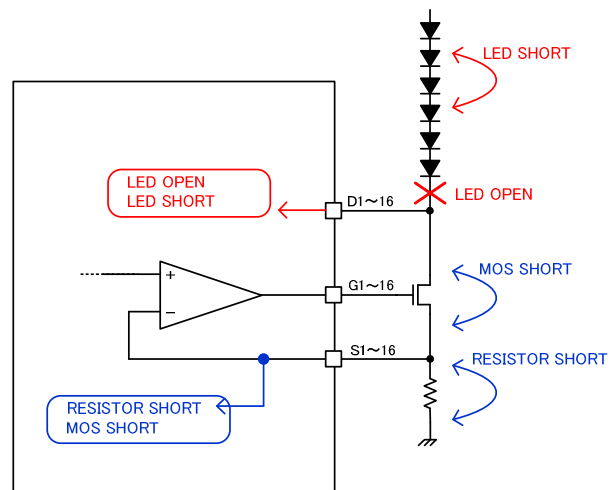 LED SHORT
LED OPEN
LED SHORT
LED OPEN
D1～16
MOS SHORT
+
G1～16
−
S1～16
RESISTOR SHORT
RESISTOR SHORT
MOS SHORT